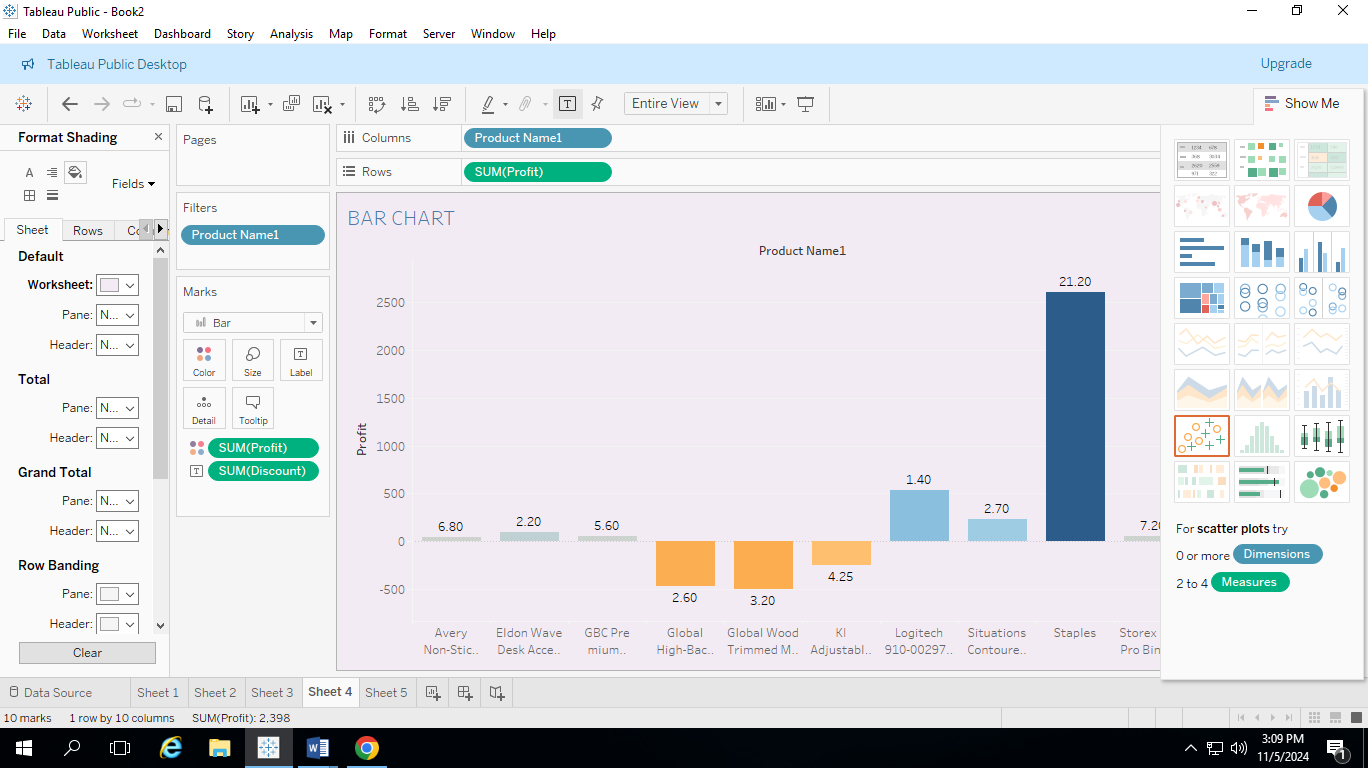 Tableau Public - Book2
File Data Worksheet Dashboard Story Analysis Map Format Server Window Help
Tableau Public Desktop
Upgrade
Entire View
Show Me
Format Shading
Fields
Sheet Rows
Default
Worksheet:
Pane: N...
Header: N...
Total
Pane: N...
Header: N...
Grand Total
Pane: N...
Header: N...
Row Banding
Pane:
Header:
Clear
Pages
Filters
Product Name1
Marks
Bar
Color Size Label
Detail Tooltip
SUM(Profit)
SUM(Discount)
Columns Product Name1
Rows SUM(Profit)
BAR CHART
Product Name1
Profit
2500
2000
1500
1000
500
0
-500
6.80
2.20
5.60
2.60
3.20
4.25
1.40
2.70
21.20
Avery Non-Stic..
Eldon Wave Desk Acce..
GBC Pre mium..
Global High-Bac..
Global Wood Trimmed M..
KI Adjustabl..
Logitech 910-00297..
Situations Contoure..
Staples
Storex
Pro Bin
For scatter plots try
0 or more Dimensions
2 to 4 Measures
Data Source Sheet 1 Sheet 2 Sheet 3 Sheet 4 Sheet 5
10 marks 1 row by 10 columns SUM(Profit): 2,398
3:09 PM
11/5/2024
1